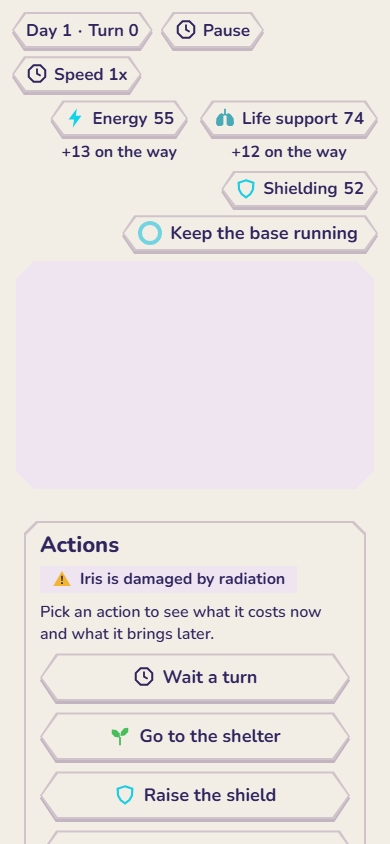 Day 1 · Turn 0
Pause
Speed 1x
Energy 55
Life support 74
+13 on the way
+12 on the way
Shielding 52
Keep the base running
Actions
Iris is damaged by radiation
Pick an action to see what it costs now
and what it brings later.
Wait a turn
Go to the shelter
Raise the shield